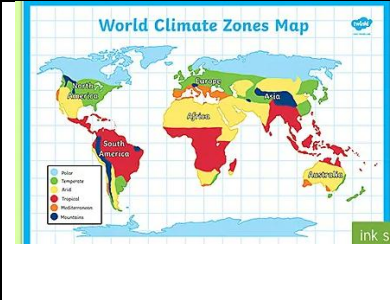 World Climate Zones Map
twinkl
North
America
Europe
Asia
Africa
South
America
Australia
Polar
Temperate
Arid
Tropical
Mediterranean
Mountains
ink s